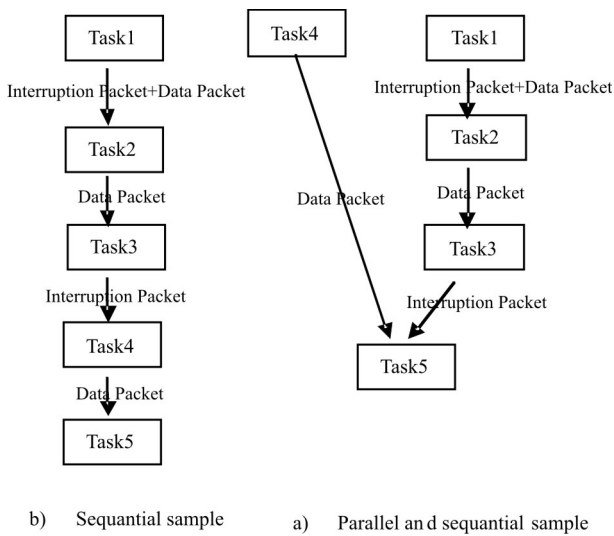 Task1
Interruption Packet+Data Packet
Task2
Data Packet
Task3
Interruption Packet
Task4
Data Packet
Task5
b) Sequantial sample
Task4
Task1
Interruption Packet+Data Packet
Task2
Data Packet
Data Packet
Task3
Interruption Packet
Task5
a) Parallel an d sequantial sample